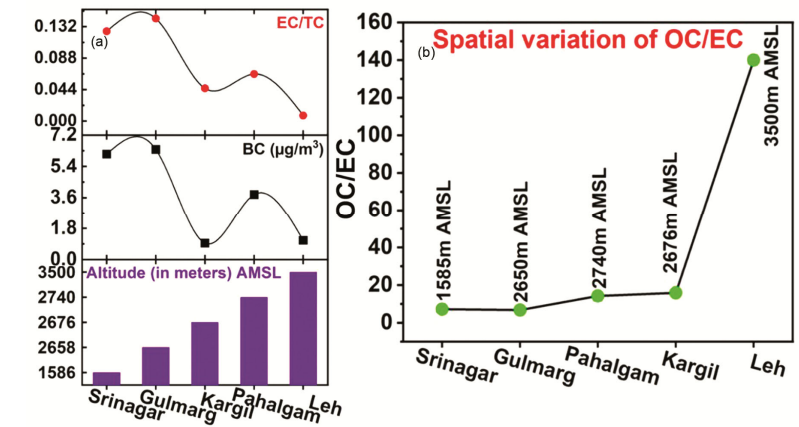 (a)
EC/TC
0.132
0.088
0.044
0.000
BC (µg/m³)
7.2
5.4
3.6
1.8
0.0
Altitude (in meters) AMSL
3500
2740
2676
2658
1586
Srinagar
Gulmarg
Kargil
Pahalgam
Leh
(b)
Spatial variation of OC/EC
OC/EC
160
140
120
100
80
60
40
20
0
1585m AMSL
2650m AMSL
2740m AMSL
2676m AMSL
3500m AMSL
Srinagar
Gulmarg
Pahalgam
Kargil
Leh